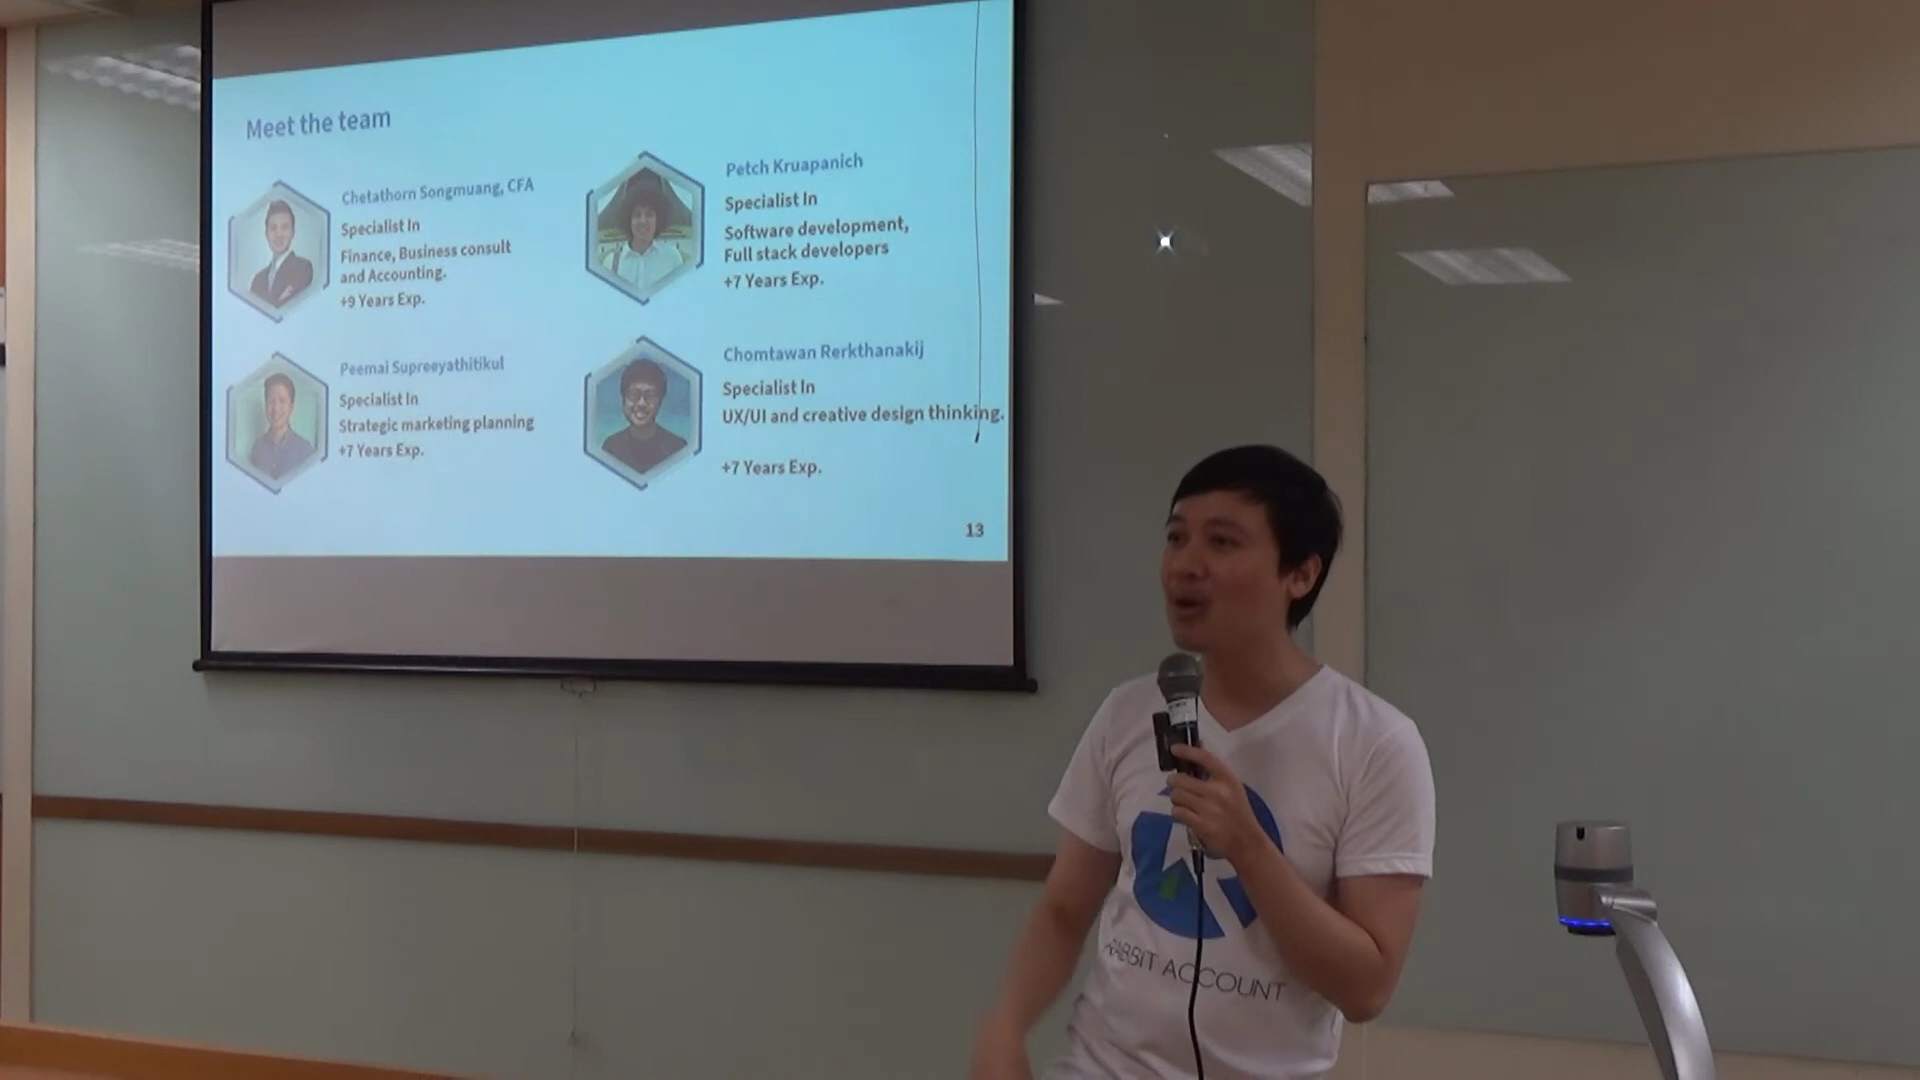 Meet the team
Chetathorn Songmuang, CFA
Specialist In
Finance, Business consult
and Accounting.
+9 Years Exp.
Petch Kruapanich
Specialist In
Software development,
Full stack developers
+7 Years Exp.
Peemai Supreeyathitikul
Specialist In
Strategic marketing planning
+7 Years Exp.
Chomtawan Rerkthanakij
Specialist In
UX/UI and creative design thinking.
+7 Years Exp.
13
RABBIT ACCOUNT